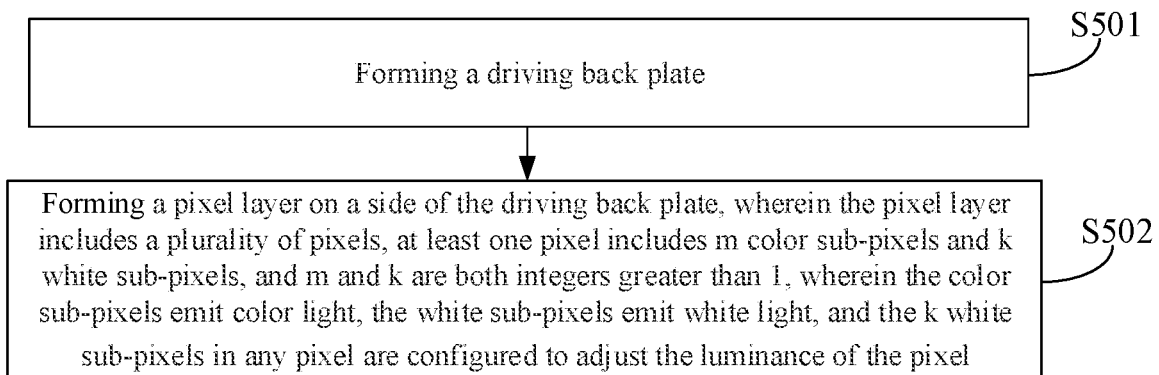 S501
Forming a driving back plate
Forming a pixel layer on a side of the driving back plate, wherein the pixel layer
includes a plurality of pixels, at least one pixel includes m color sub-pixels and k
white sub-pixels, and m and k are both integers greater than 1, wherein the color
sub-pixels emit color light, the white sub-pixels emit white light, and the k white
sub-pixels in any pixel are configured to adjust the luminance of the pixel
S502